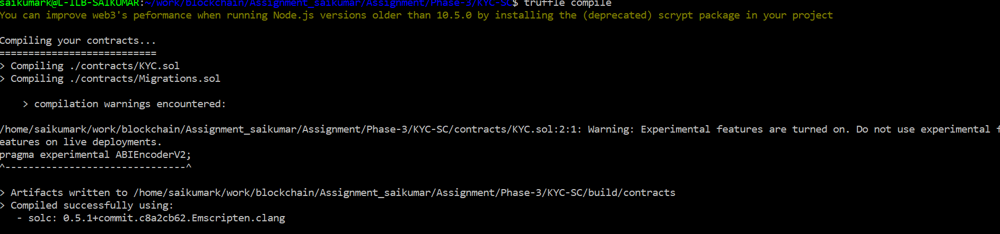 saikumark@L-ILB-SAIKUMAR:~/work/blockchain/Assignment_saikumar/Assignment/Phase-3/KYC-SC$ truffle compile
You can improve web3's peformance when running Node.js versions older than 10.5.0 by installing the (deprecated) scrypt package in your project
Compiling your contracts...
===========================
> Compiling ./contracts/KYC.sol
> Compiling ./contracts/Migrations.sol
> compilation warnings encountered:
/home/saikumark/work/blockchain/Assignment_saikumar/Assignment/Phase-3/KYC-SC/contracts/KYC.sol:2:1: Warning: Experimental features are turned on. Do not use experimental f
eatures on live deployments.
pragma experimental ABIEncoderV2;
^-------------------------------^
> Artifacts written to /home/saikumark/work/blockchain/Assignment_saikumar/Assignment/Phase-3/KYC-SC/build/contracts
> Compiled successfully using:
- solc: 0.5.1+commit.c8a2cb62.Emscripten.clang